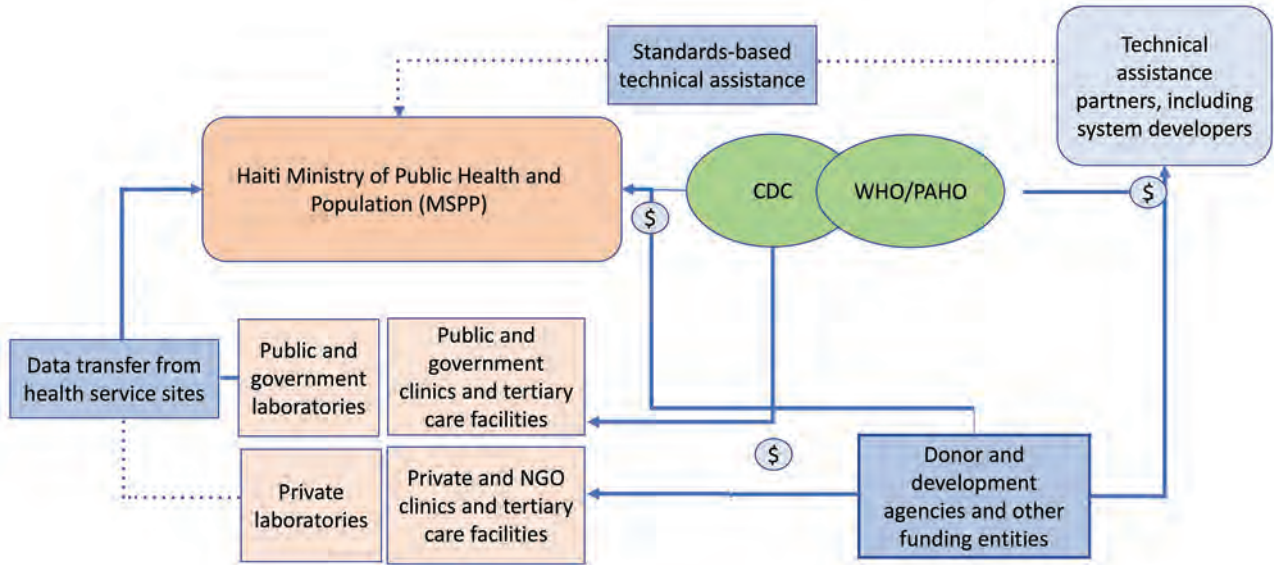 Standards-based
technical assistance
Technical
assistance
partners, including
system developers
Haiti Ministry of Public Health and
Population (MSPP)
$
CDC
WHO/PAHO
$
Data transfer from
health service sites
Public and
government
laboratories
Public and
government
clinics and tertiary
care facilities
Private
laboratories
Private and NGO
clinics and tertiary
care facilities
$
Donor and
development
agencies and other
funding entities